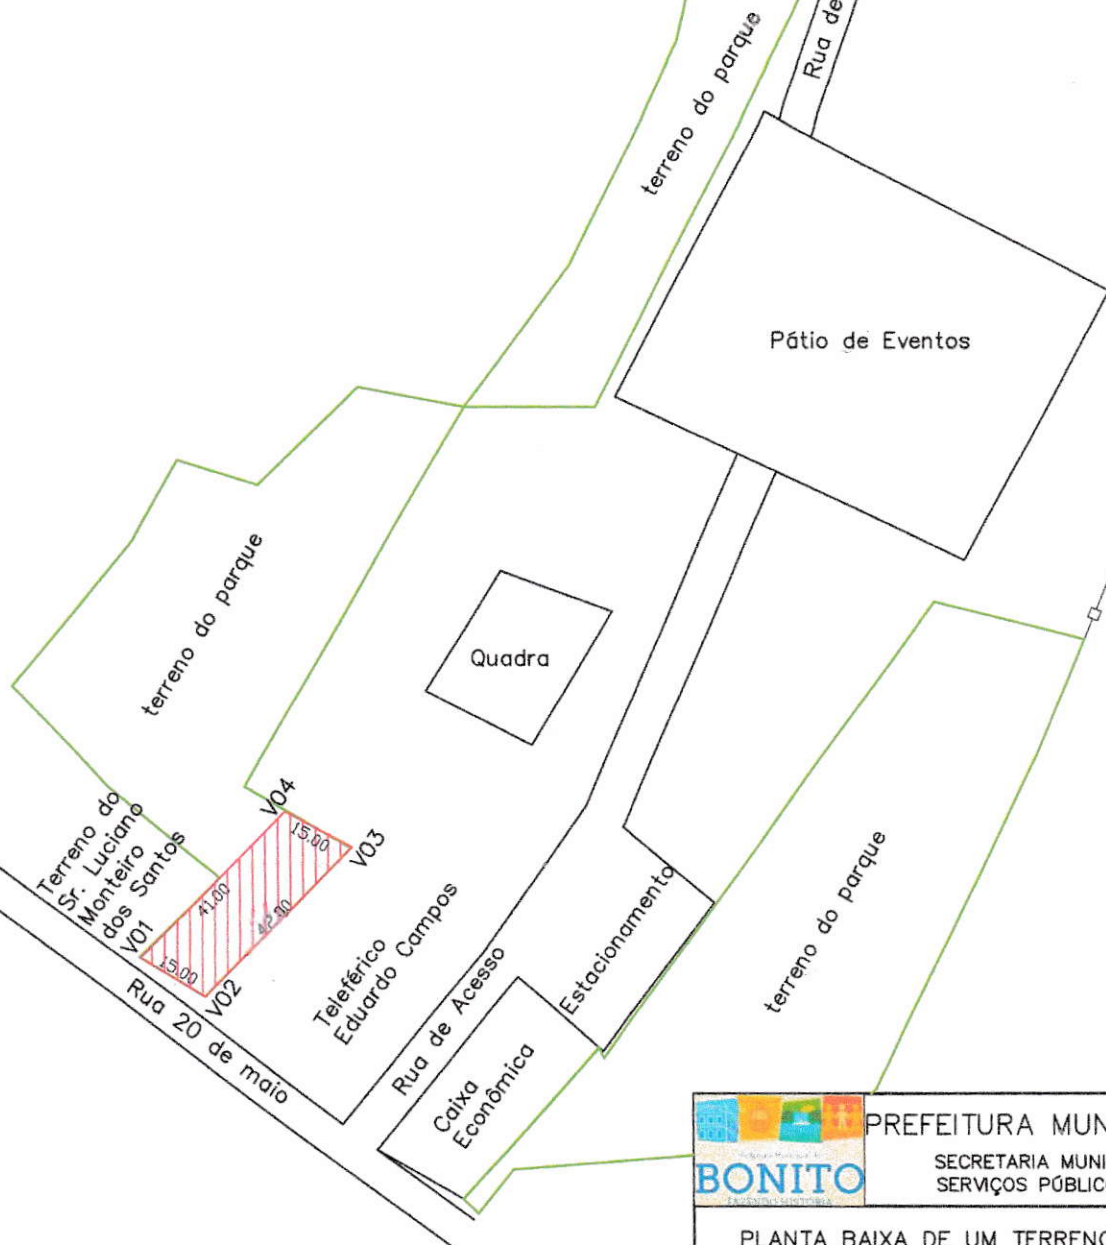 terreno do parque
Rua de
Pátio de Eventos
terreno do parque
Quadra
Terreno do
Sr. Luciano
Monteiro
dos Santos
V04
15.00
V03
41.00
V01
15.00
V02
Rua 20 de maio
Teleférico
Eduardo Campos
Rua de Acesso
Estacionamento
Caixa
Econômica
terreno do parque
PREFEITURA MUN
SECRETARIA MUNI
SERVIÇOS PÚBLIC
BONITO
FAZENDO HISTÓRIA
PLANTA BAIXA DE UM TERRENO